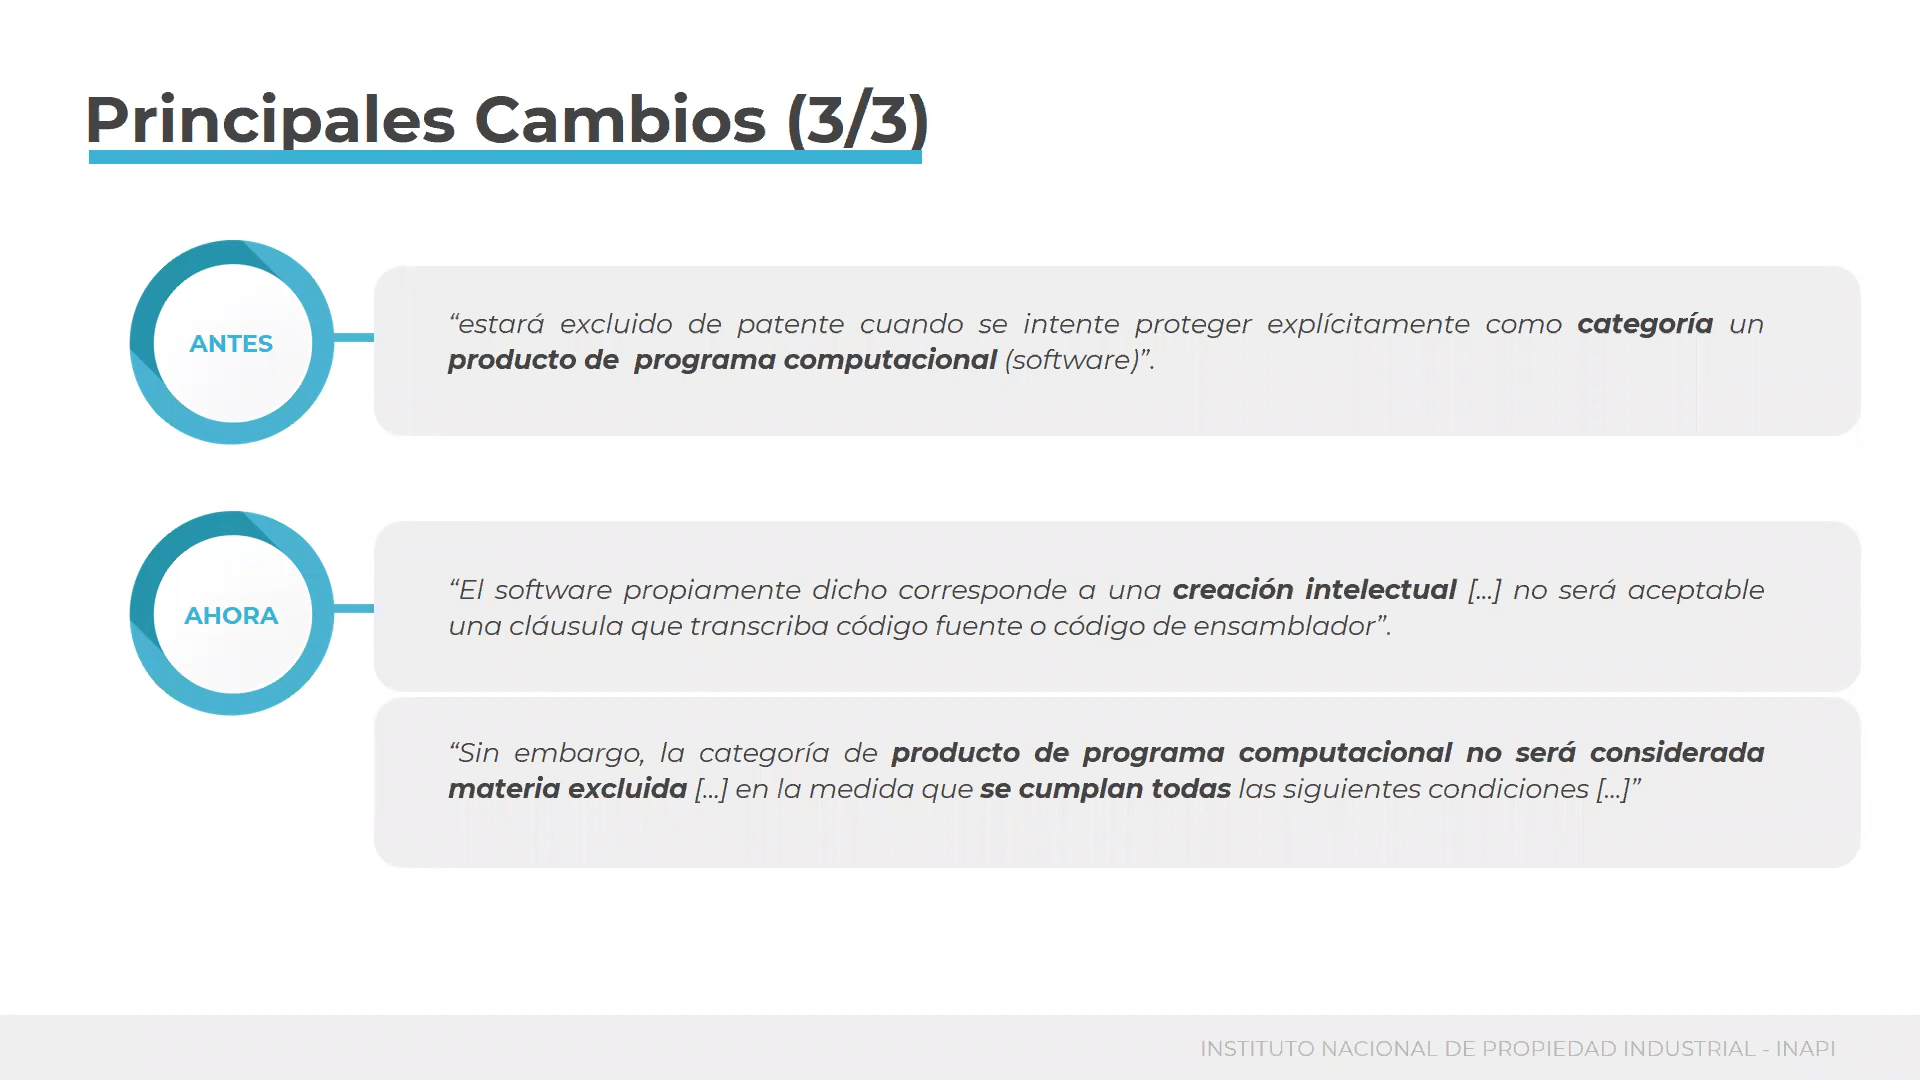 Principales Cambios (3/3)
ANTES
“estará excluido de patente cuando se intente proteger explícitamente como categoría un
producto de programa computacional (software)”.
AHORA
“El software propiamente dicho corresponde a una creación intelectual [...] no será aceptable
una cláusula que transcriba código fuente o código de ensamblador”.
“Sin embargo, la categoría de producto de programa computacional no será considerada
materia excluida [...] en la medida que se cumplan todas las siguientes condiciones [...]”
INSTITUTO NACIONAL DE PROPIEDAD INDUSTRIAL - INAPI